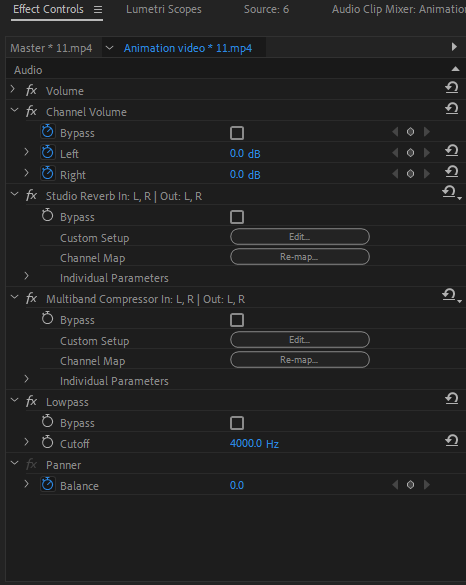 Effect Controls Lumetri Scopes Source: 6 Audio Clip Mixer: Animation
Master * 11.mp4 Animation video * 11.mp4
Audio
fx Volume
fx Channel Volume
Bypass
Left 0.0 dB
Right 0.0 dB
fx Studio Reverb In: L, R | Out: L, R
Bypass
Custom Setup Edit...
Channel Map Re-map...
Individual Parameters
fx Multiband Compressor In: L, R | Out: L, R
Bypass
Custom Setup Edit...
Channel Map Re-map...
Individual Parameters
fx Lowpass
Bypass
Cutoff 4000.0 Hz
fx Panner
Balance 0.0